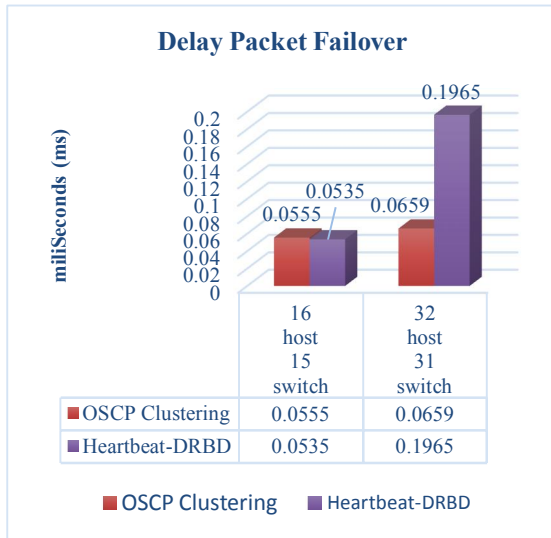 Delay Packet Failover
miliSeconds (ms)
0.2
0.18
0.16
0.14
0.12
0.1
0.08
0.06
0.04
0.02
0
0.0555
0.0535
0.0659
0.1965
16
host
15
switch
32
host
31
switch
OSCP Clustering 0.0555 0.0659
Heartbeat-DRBD 0.0535 0.1965
OSCP Clustering Heartbeat-DRBD